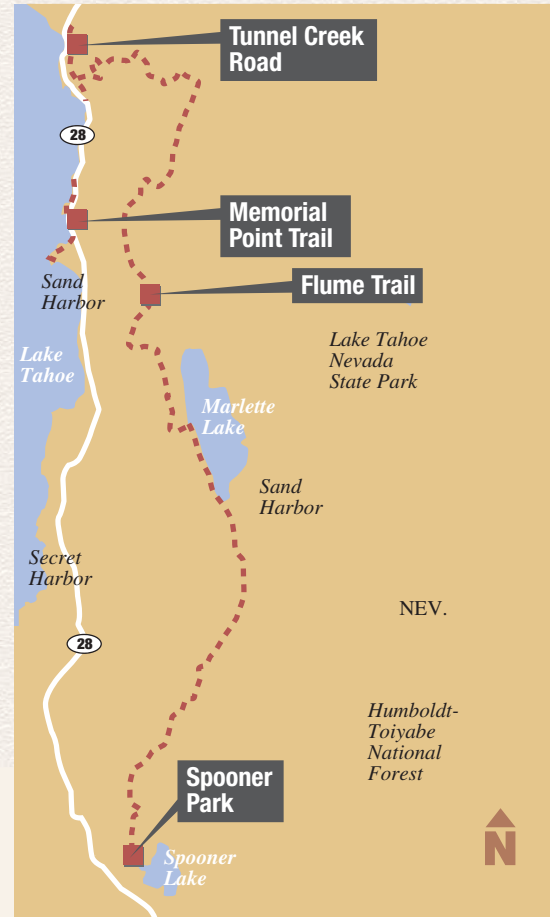 Tunnel Creek
Road
28
Memorial
Point Trail
Sand
Harbor
Flume Trail
Lake
Tahoe
Lake Tahoe
Nevada
State Park
Marlette
Lake
Sand
Harbor
Secret
Harbor
NEV.
28
Humboldt-
Toiyabe
National
Forest
Spooner
Park
Spooner
Lake
N